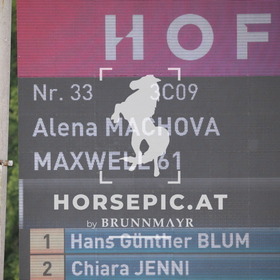 HOF
Nr. 33 3C09
Alena MACHOVA
MAXWELL 61
HORSEPIC.AT
by BRUNNMAYR
1 Hans Günther BLUM
2 Chiara JENNI